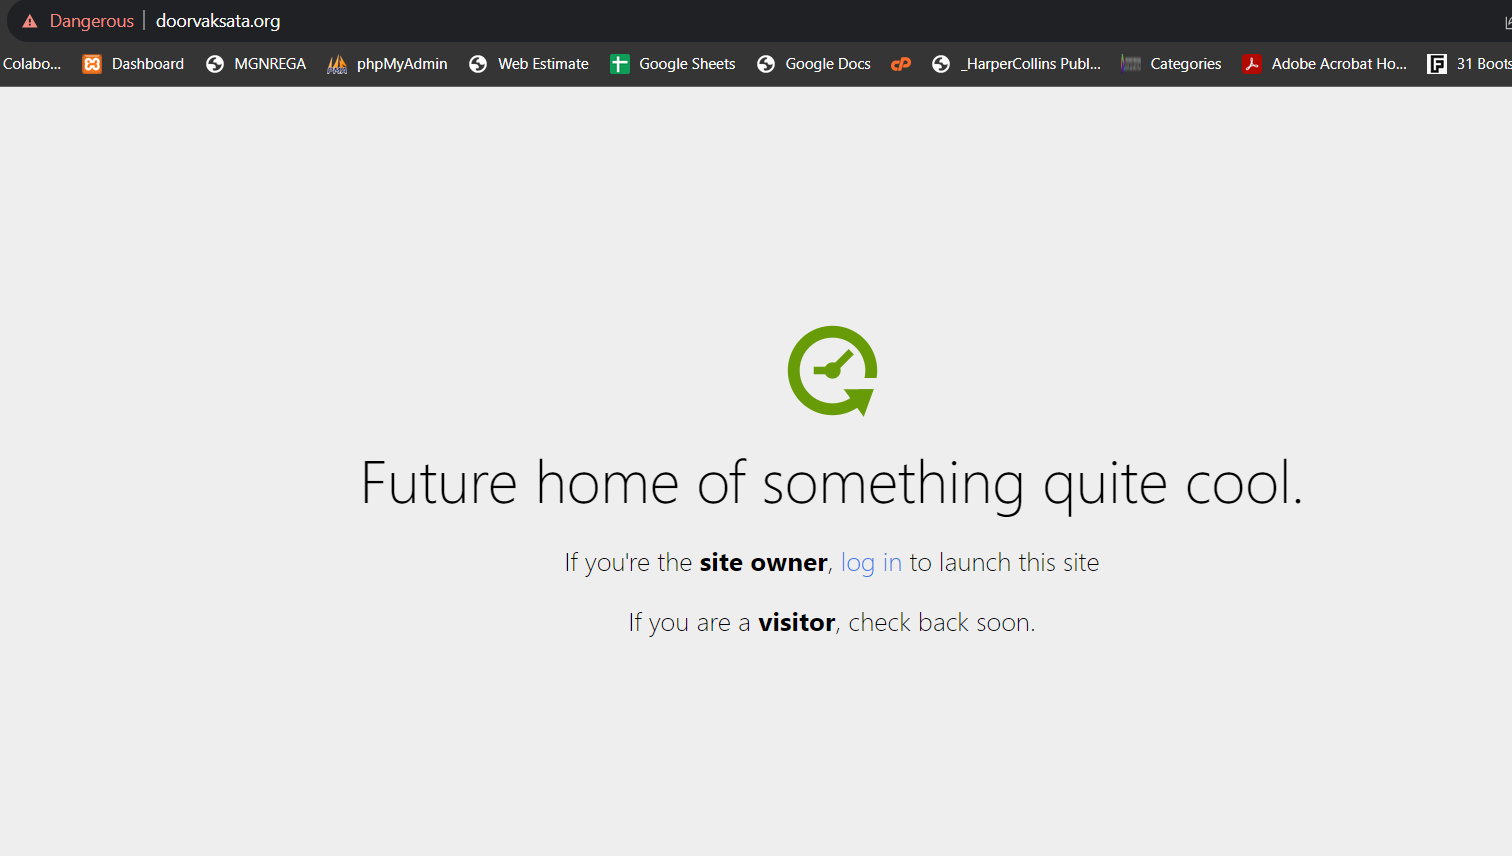 Dangerous | doorvaksata.org
Colabo... Dashboard MGNREGA phpMyAdmin Web Estimate Google Sheets Google Docs cP _HarperCollins Publ... Categories Adobe Acrobat Ho... 31 Boots
Future home of something quite cool.
If you're the site owner, log in to launch this site
If you are a visitor, check back soon.